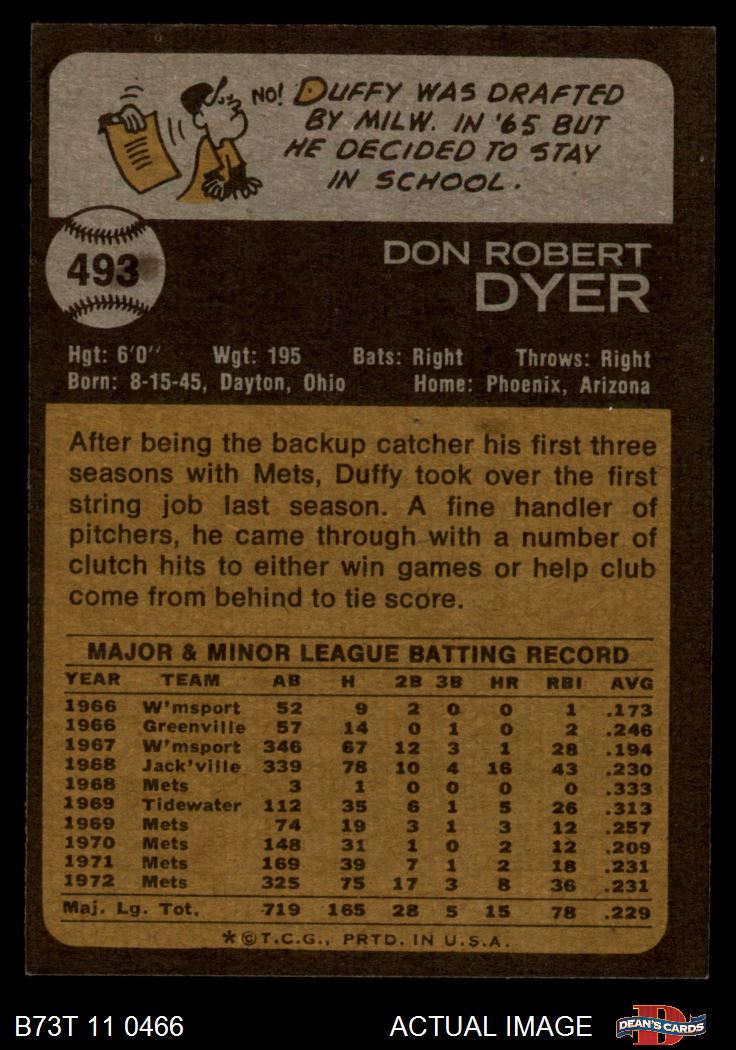 NO! DUFFY WAS DRAFTED
BY MILW. IN '65 BUT
HE DECIDED TO STAY
IN SCHOOL.
493
DON ROBERT
DYER
Hgt: 6'0" Wgt: 195 Bats: Right Throws: Right
Born: 8-15-45, Dayton, Ohio Home: Phoenix, Arizona
After being the backup catcher his first three
seasons with Mets, Duffy took over the first
string job last season. A fine handler of
pitchers, he came through with a number of
clutch hits to either win games or help club
come from behind to tie score.
MAJOR & MINOR LEAGUE BATTING RECORD
YEAR TEAM AB H 2B 3B HR RBI AVG
1966 W'msport 52 9 2 0 0 1 .173
1966 Greenville 57 14 0 1 0 2 .246
1967 W'msport 346 67 12 3 1 28 .194
1968 Jack'ville 339 78 10 4 16 43 .230
1968 Mets 3 1 0 0 0 0 .333
1969 Tidewater 112 35 6 1 5 26 .313
1969 Mets 74 19 3 1 3 12 .257
1970 Mets 148 31 1 0 2 12 .209
1971 Mets 169 39 7 1 2 18 .231
1972 Mets 325 75 17 3 8 36 .231
Maj. Lg. Tot. 719 165 28 5 15 78 .229
*©T.C.G., PRTD. IN U.S.A.
B73T 11 0466 ACTUAL IMAGE DEAN'S CARDS